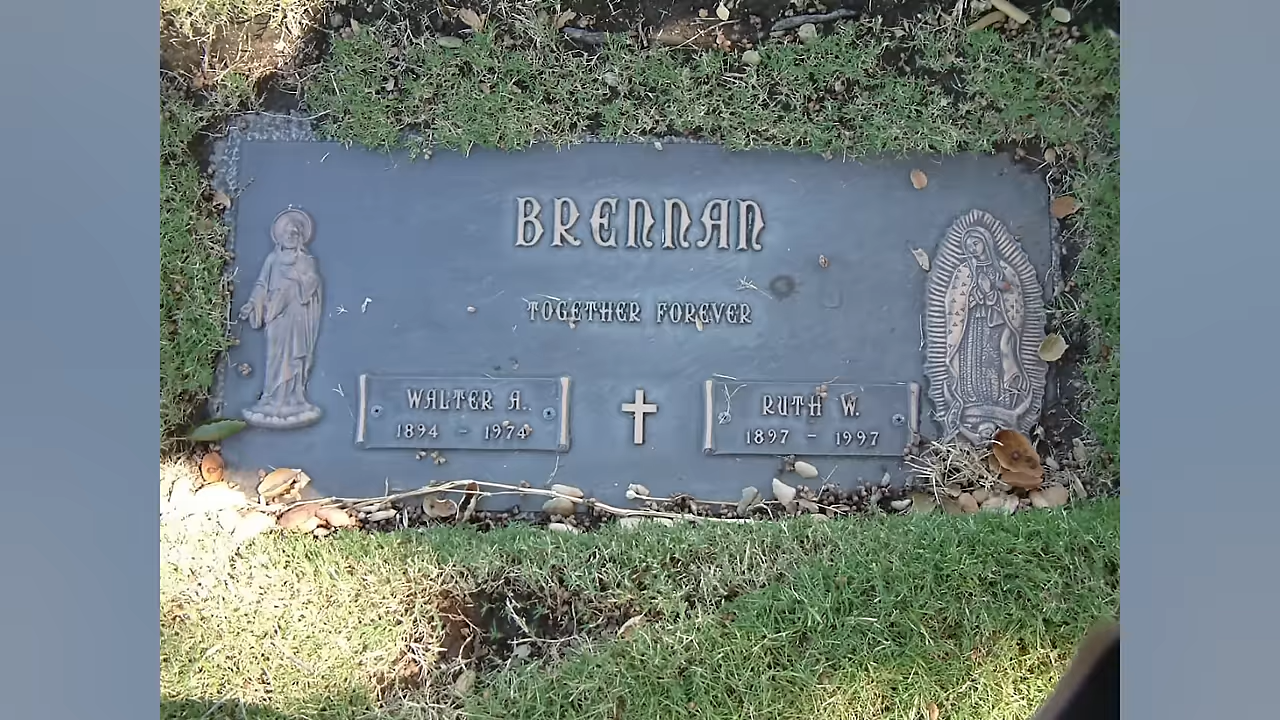 BRENNAN
TOGETHER FOREVER
WALTER A.
1894 - 1974
RUTH W.
1897 - 1997